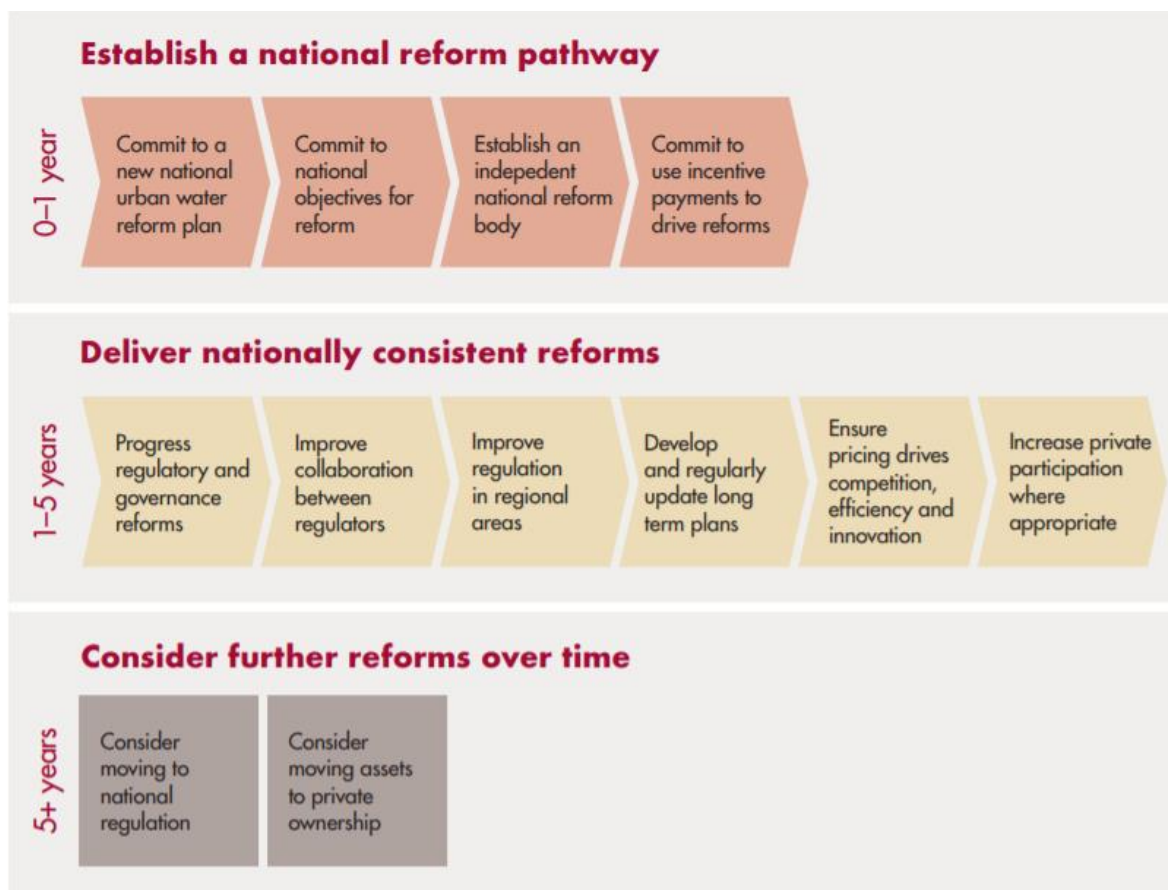 Establish a national reform pathway
0–1 year
Commit to a
new national
urban water
reform plan
Commit to
national
objectives for
reform
Establish an
indepedent
national reform
body
Commit to
use incentive
payments to
drive reforms
Deliver nationally consistent reforms
1–5 years
Progress
regulatory and
governance
reforms
Improve
collaboration
between
regulators
Improve
regulation
in regional
areas
Develop
and regularly
update long
term plans
Ensure
pricing drives
competition,
efficiency and
innovation
Increase private
participation
where
appropriate
Consider further reforms over time
5+ years
Consider
moving to
national
regulation
Consider
moving assets
to private
ownership